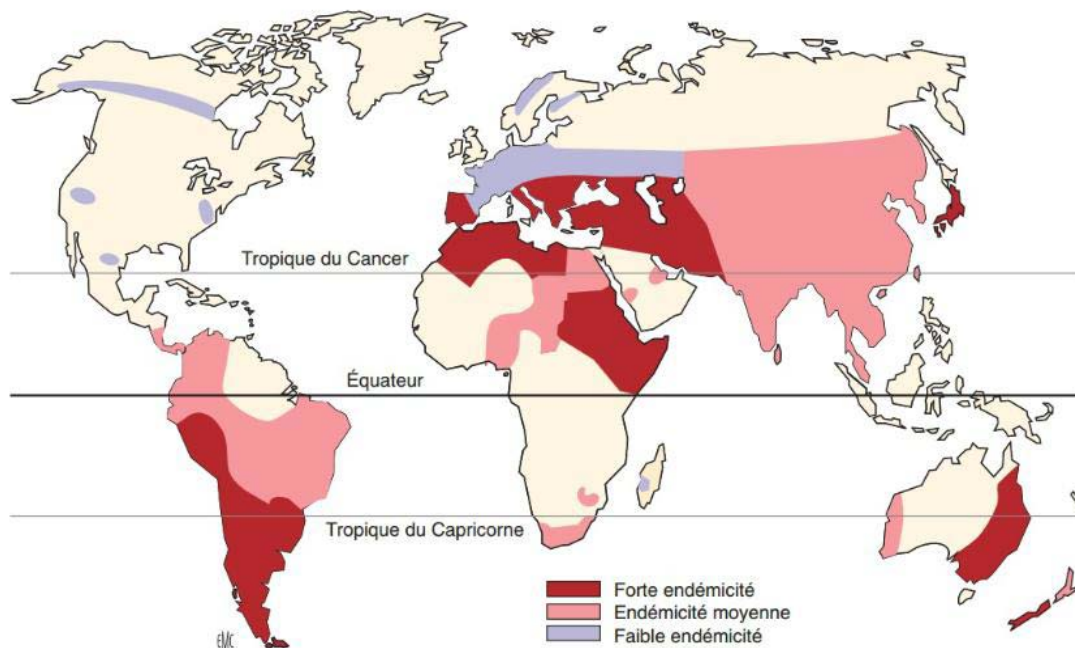 Tropique du Cancer
Équateur
Tropique du Capricorne
Forte endémicité
Endémicité moyenne
Faible endémicité
EMC